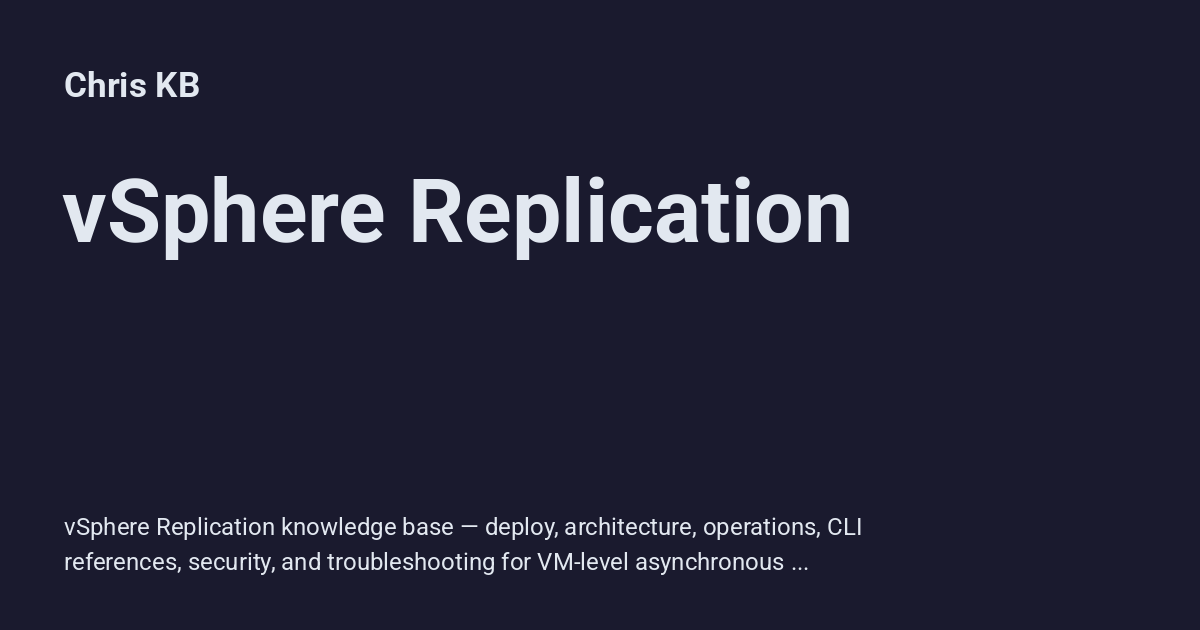 Chris KB
vSphere Replication
vSphere Replication knowledge base — deploy, architecture, operations, CLI
references, security, and troubleshooting for VM-level asynchronous ...